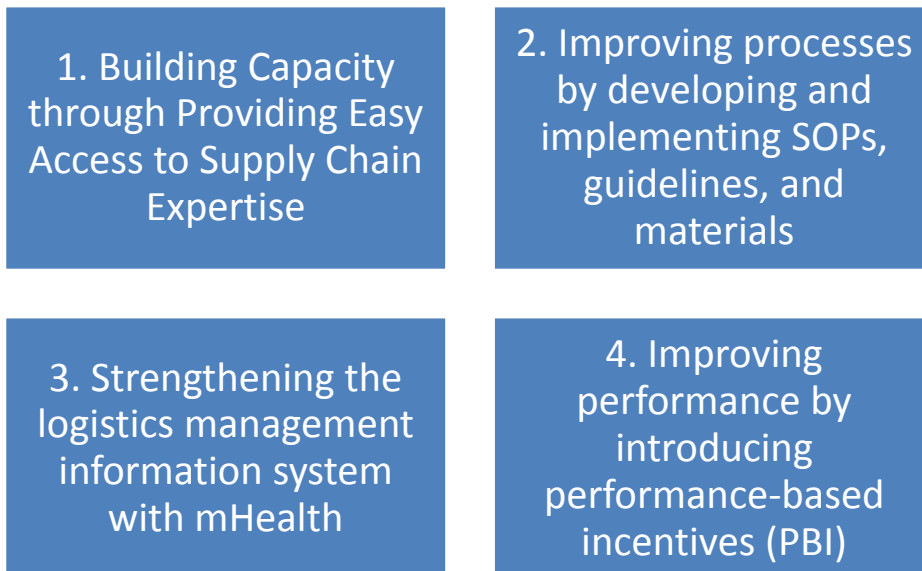 1. Building Capacity
through Providing Easy
Access to Supply Chain
Expertise
2. Improving processes
by developing and
implementing SOPs,
guidelines, and
materials
3. Strengthening the
logistics management
information system
with mHealth
4. Improving
performance by
introducing
performance-based
incentives (PBI)